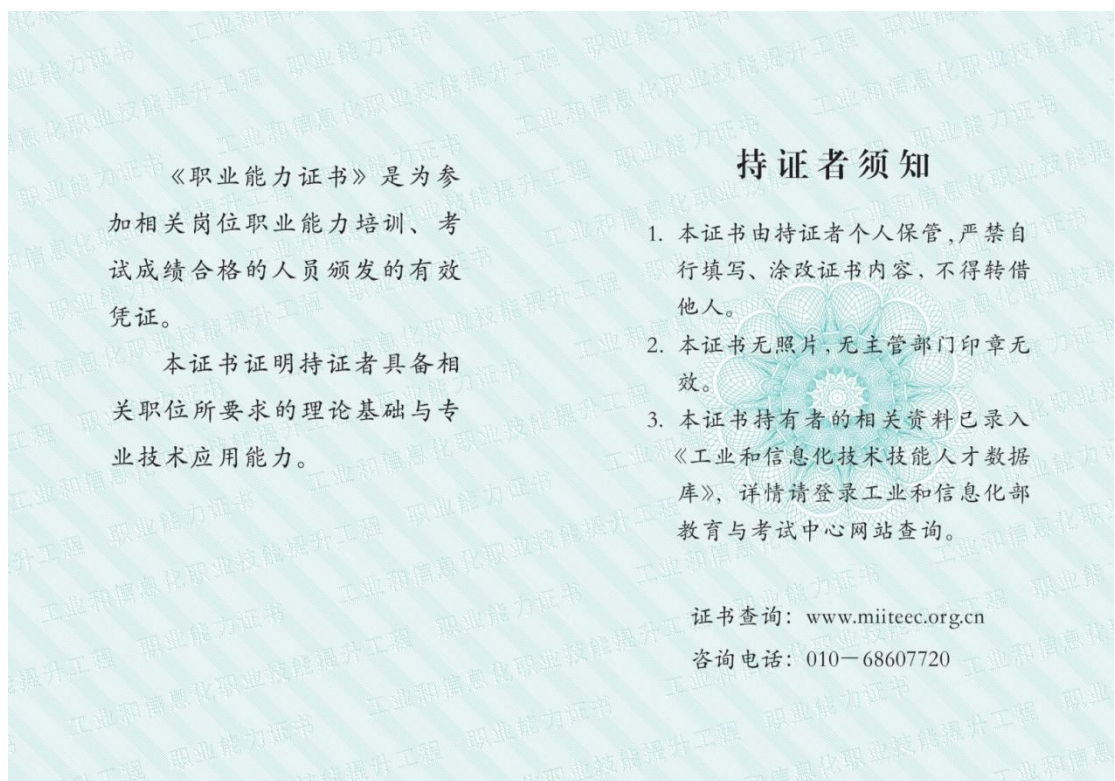 《职业能力证书》是为参
加相关岗位职业能力培训、考
试成绩合格的人员颁发的有效
凭证。
本证书证明持证者具备相
关职位所要求的理论基础与专
业技术应用能力。
持证者须知
1. 本证书由持证者个人保管,严禁自
行填写、涂改证书内容,不得转借
他人。
2. 本证书无照片,无主管部门印章无
效。
3. 本证书持有者的相关资料已录入
《工业和信息化技术技能人才数据
库》,详情请登录工业和信息化部
教育与考试中心网站查询。
证书查询:www.miiteec.org.cn
咨询电话:010－68607720